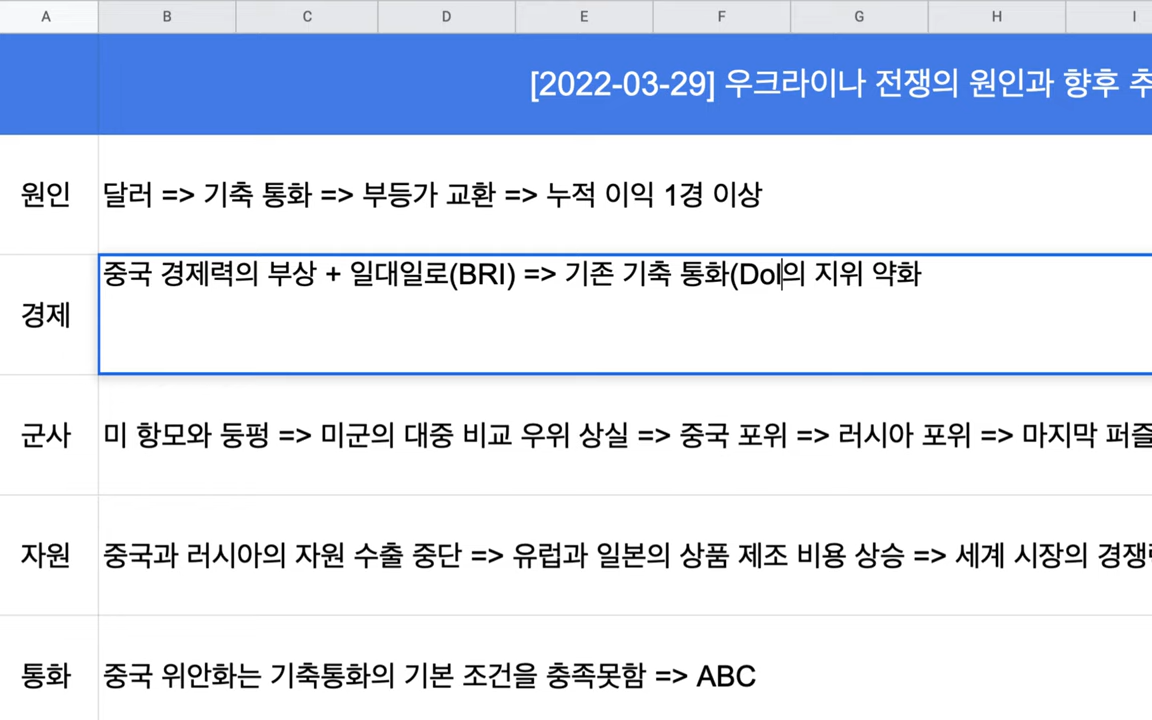 A B C D E F G H I
[2022-03-29] 우크라이나 전쟁의 원인과 향후 추
원인 달러 => 기축 통화 => 부등가 교환 => 누적 이익 1경 이상
경제 중국 경제력의 부상 + 일대일로(BRI) => 기존 기축 통화(Dol의 지위 약화
군사 미 항모와 둥펑 => 미군의 대중 비교 우위 상실 => 중국 포위 => 러시아 포위 => 마지막 퍼즐
자원 중국과 러시아의 자원 수출 중단 => 유럽과 일본의 상품 제조 비용 상승 => 세계 시장의 경쟁력
통화 중국 위안화는 기축통화의 기본 조건을 충족못함 => ABC